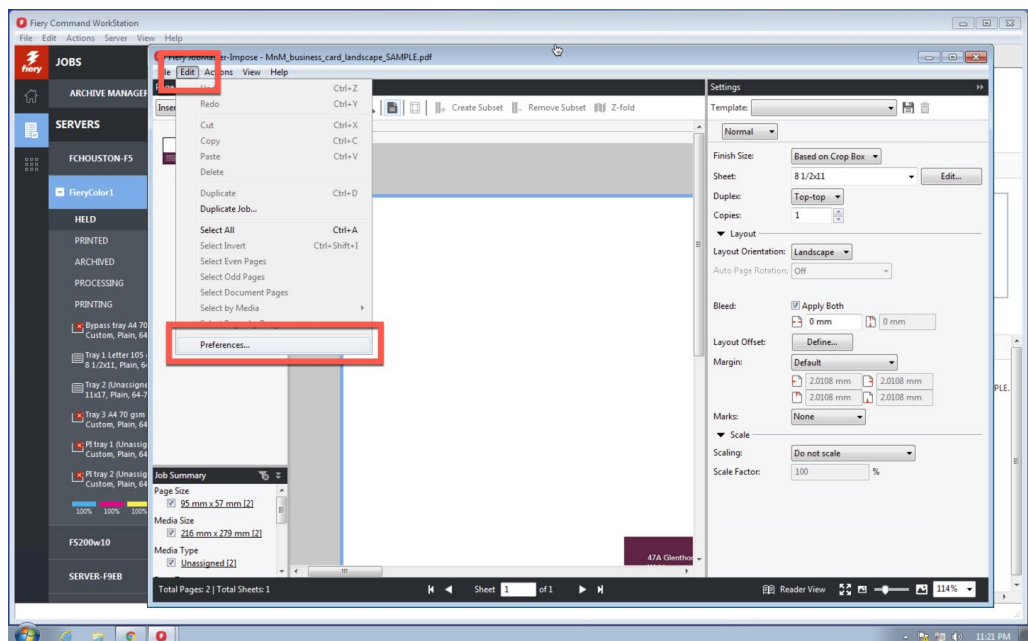 Fiery Command WorkStation
File Edit Actions Server View Help
fiery
JOBS
ARCHIVE MANAGER
SERVERS
FCHOUSTON-F5
FieryColor1
HELD
PRINTED
ARCHIVED
PROCESSING
PRINTING
Bypass tray A4 70
Custom, Plain, 64
Tray 1 Letter 105
8 1/2x11, Plain, 6
Tray 2 (Unassigne
11x17, Plain, 64-7
Tray 3 A4 70 gsm
Custom, Plain, 64
PI tray 1 (Unassig
Custom, Plain, 64
PI tray 2 (Unassig
Custom, Plain, 64
100% 100% 100%
FS200w10
SERVER-F9EB
Fiery JobMaster-Impose - MnM_business_card_landscape_SAMPLE.pdf
File Edit Actions View Help
Inser
Ctrl+Z
Redo Ctrl+Y
Cut Ctrl+X
Copy Ctrl+C
Paste Ctrl+V
Delete
Duplicate Ctrl+D
Duplicate Job...
Select All Ctrl+A
Select Invert Ctrl+Shift+I
Select Even Pages
Select Odd Pages
Select Document Pages
Select by Media
Preferences...
Create Subset Remove Subset Z-fold
47A Glenthor
Job Summary
Page Size
95 mm x 57 mm [2]
Media Size
216 mm x 279 mm [2]
Media Type
Unassigned [2]
Total Pages: 2 | Total Sheets: 1
Sheet 1 of 1
Reader View
114%
Settings
Template:
Normal
Finish Size: Based on Crop Box
Sheet: 8 1/2x11 Edit...
Duplex: Top-top
Copies: 1
Layout
Layout Orientation: Landscape
Auto Page Rotation: Off
Bleed: Apply Both
0 mm 0 mm
Layout Offset: Define...
Margin: Default
2.0108 mm 2.0108 mm
2.0108 mm 2.0108 mm
Marks: None
Scale
Scaling: Do not scale
Scale Factor: 100 %
PLE.
11:21 PM